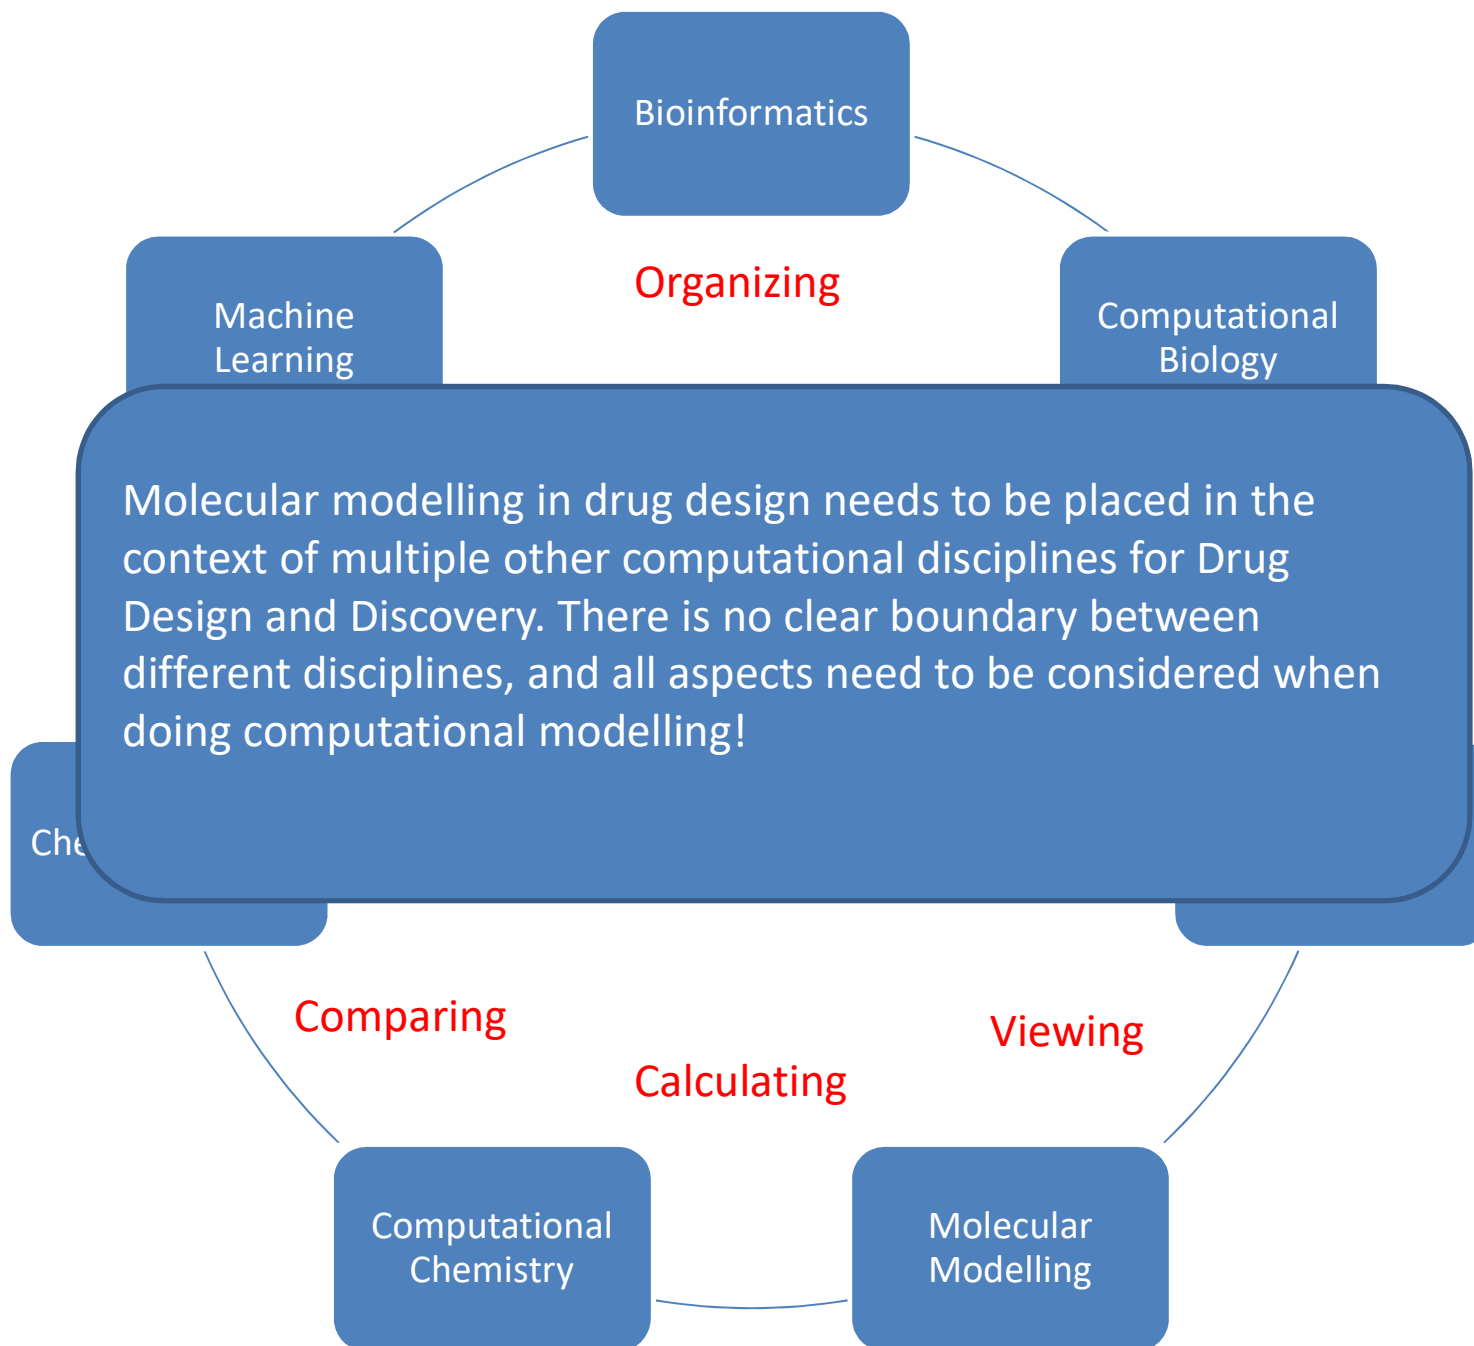 Bioinformatics
Organizing
Machine
Learning
Computational
Biology
Molecular modelling in drug design needs to be placed in the
context of multiple other computational disciplines for Drug
Design and Discovery. There is no clear boundary between
different disciplines, and all aspects need to be considered when
doing computational modelling!
Comparing
Viewing
Calculating
Computational
Chemistry
Molecular
Modelling